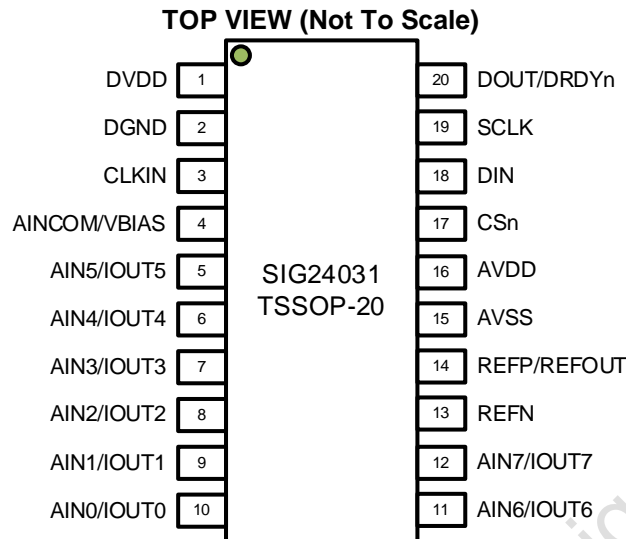 TOP VIEW (Not To Scale)
DVDD 1
DGND 2
CLKIN 3
AINCOM/VBIAS 4
AIN5/IOUT5 5
AIN4/IOUT4 6
AIN3/IOUT3 7
AIN2/IOUT2 8
AIN1/IOUT1 9
AIN0/IOUT0 10
SIG24031
TSSOP-20
20 DOUT/DRDYn
19 SCLK
18 DIN
17 CSn
16 AVDD
15 AVSS
14 REFP/REFOUT
13 REFN
12 AIN7/IOUT7
11 AIN6/IOUT6